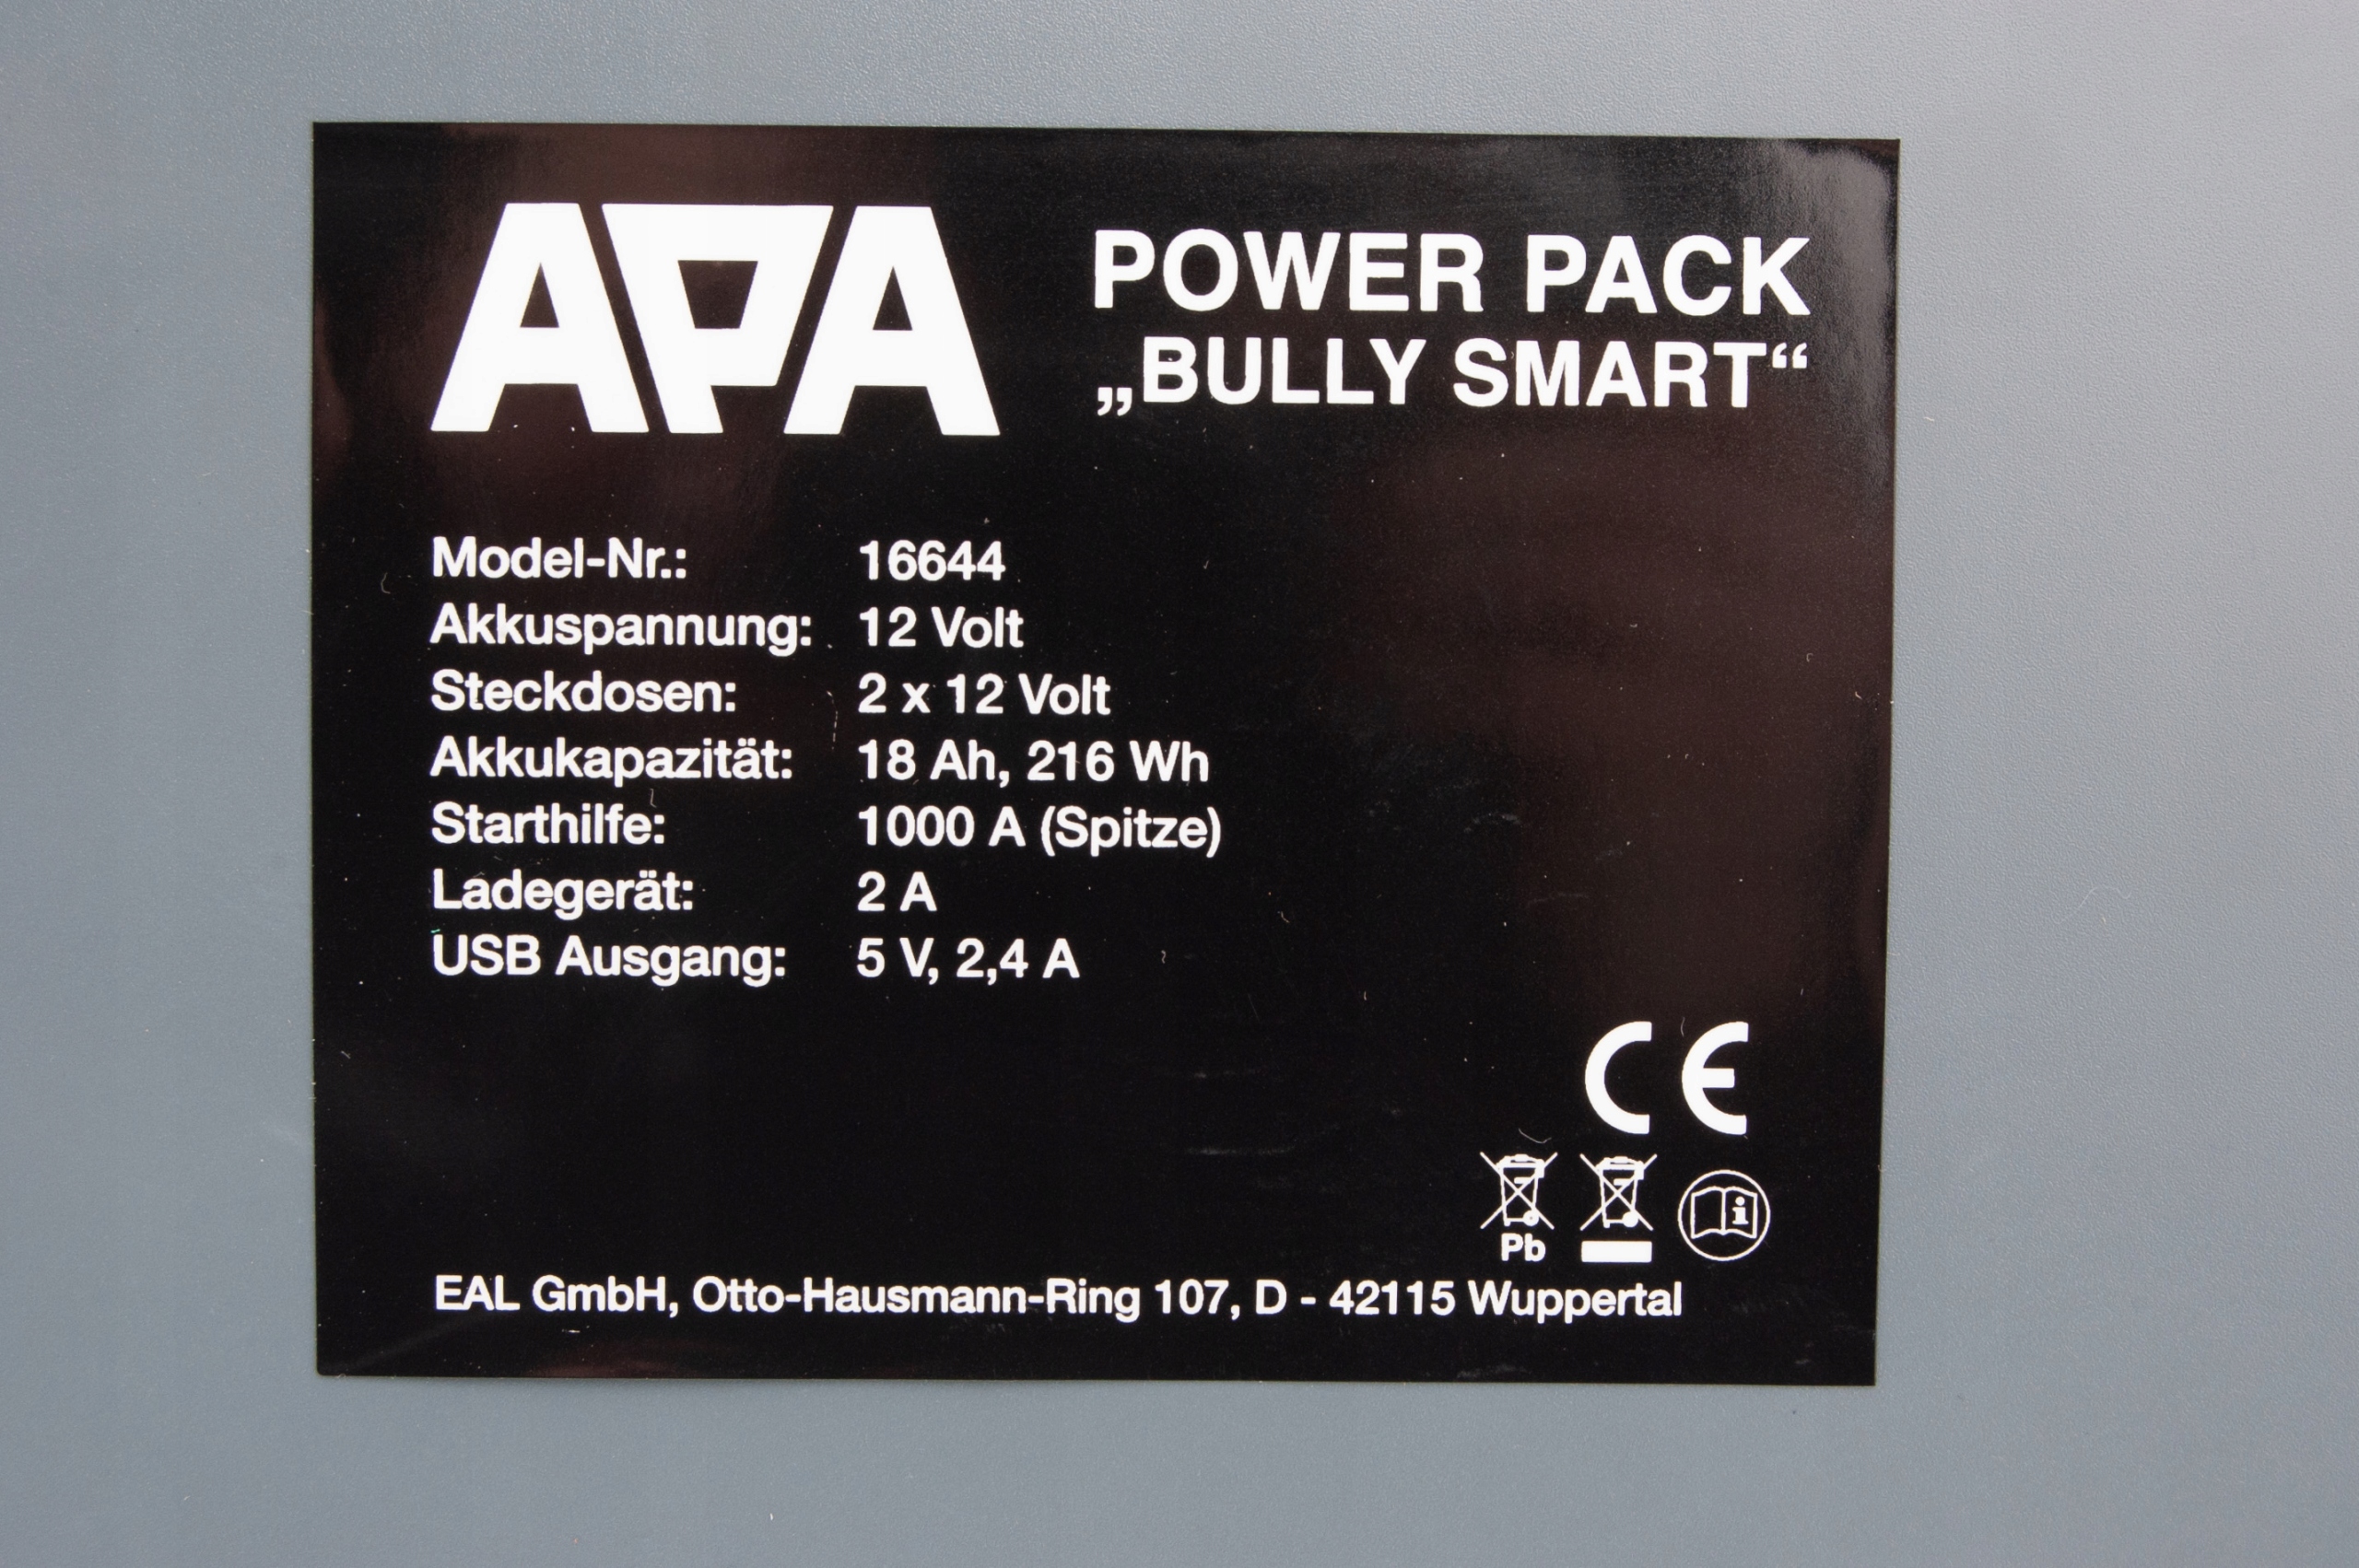 APA
POWER PACK
„BULLY SMART“
Model-Nr.: 16644
Akkuspannung: 12 Volt
Steckdosen: 2 x 12 Volt
Akkukapazität: 18 Ah, 216 Wh
Starthilfe: 1000 A (Spitze)
Ladegerät: 2 A
USB Ausgang: 5 V, 2,4 A
CE
Pb
i
EAL GmbH, Otto-Hausmann-Ring 107, D - 42115 Wuppertal